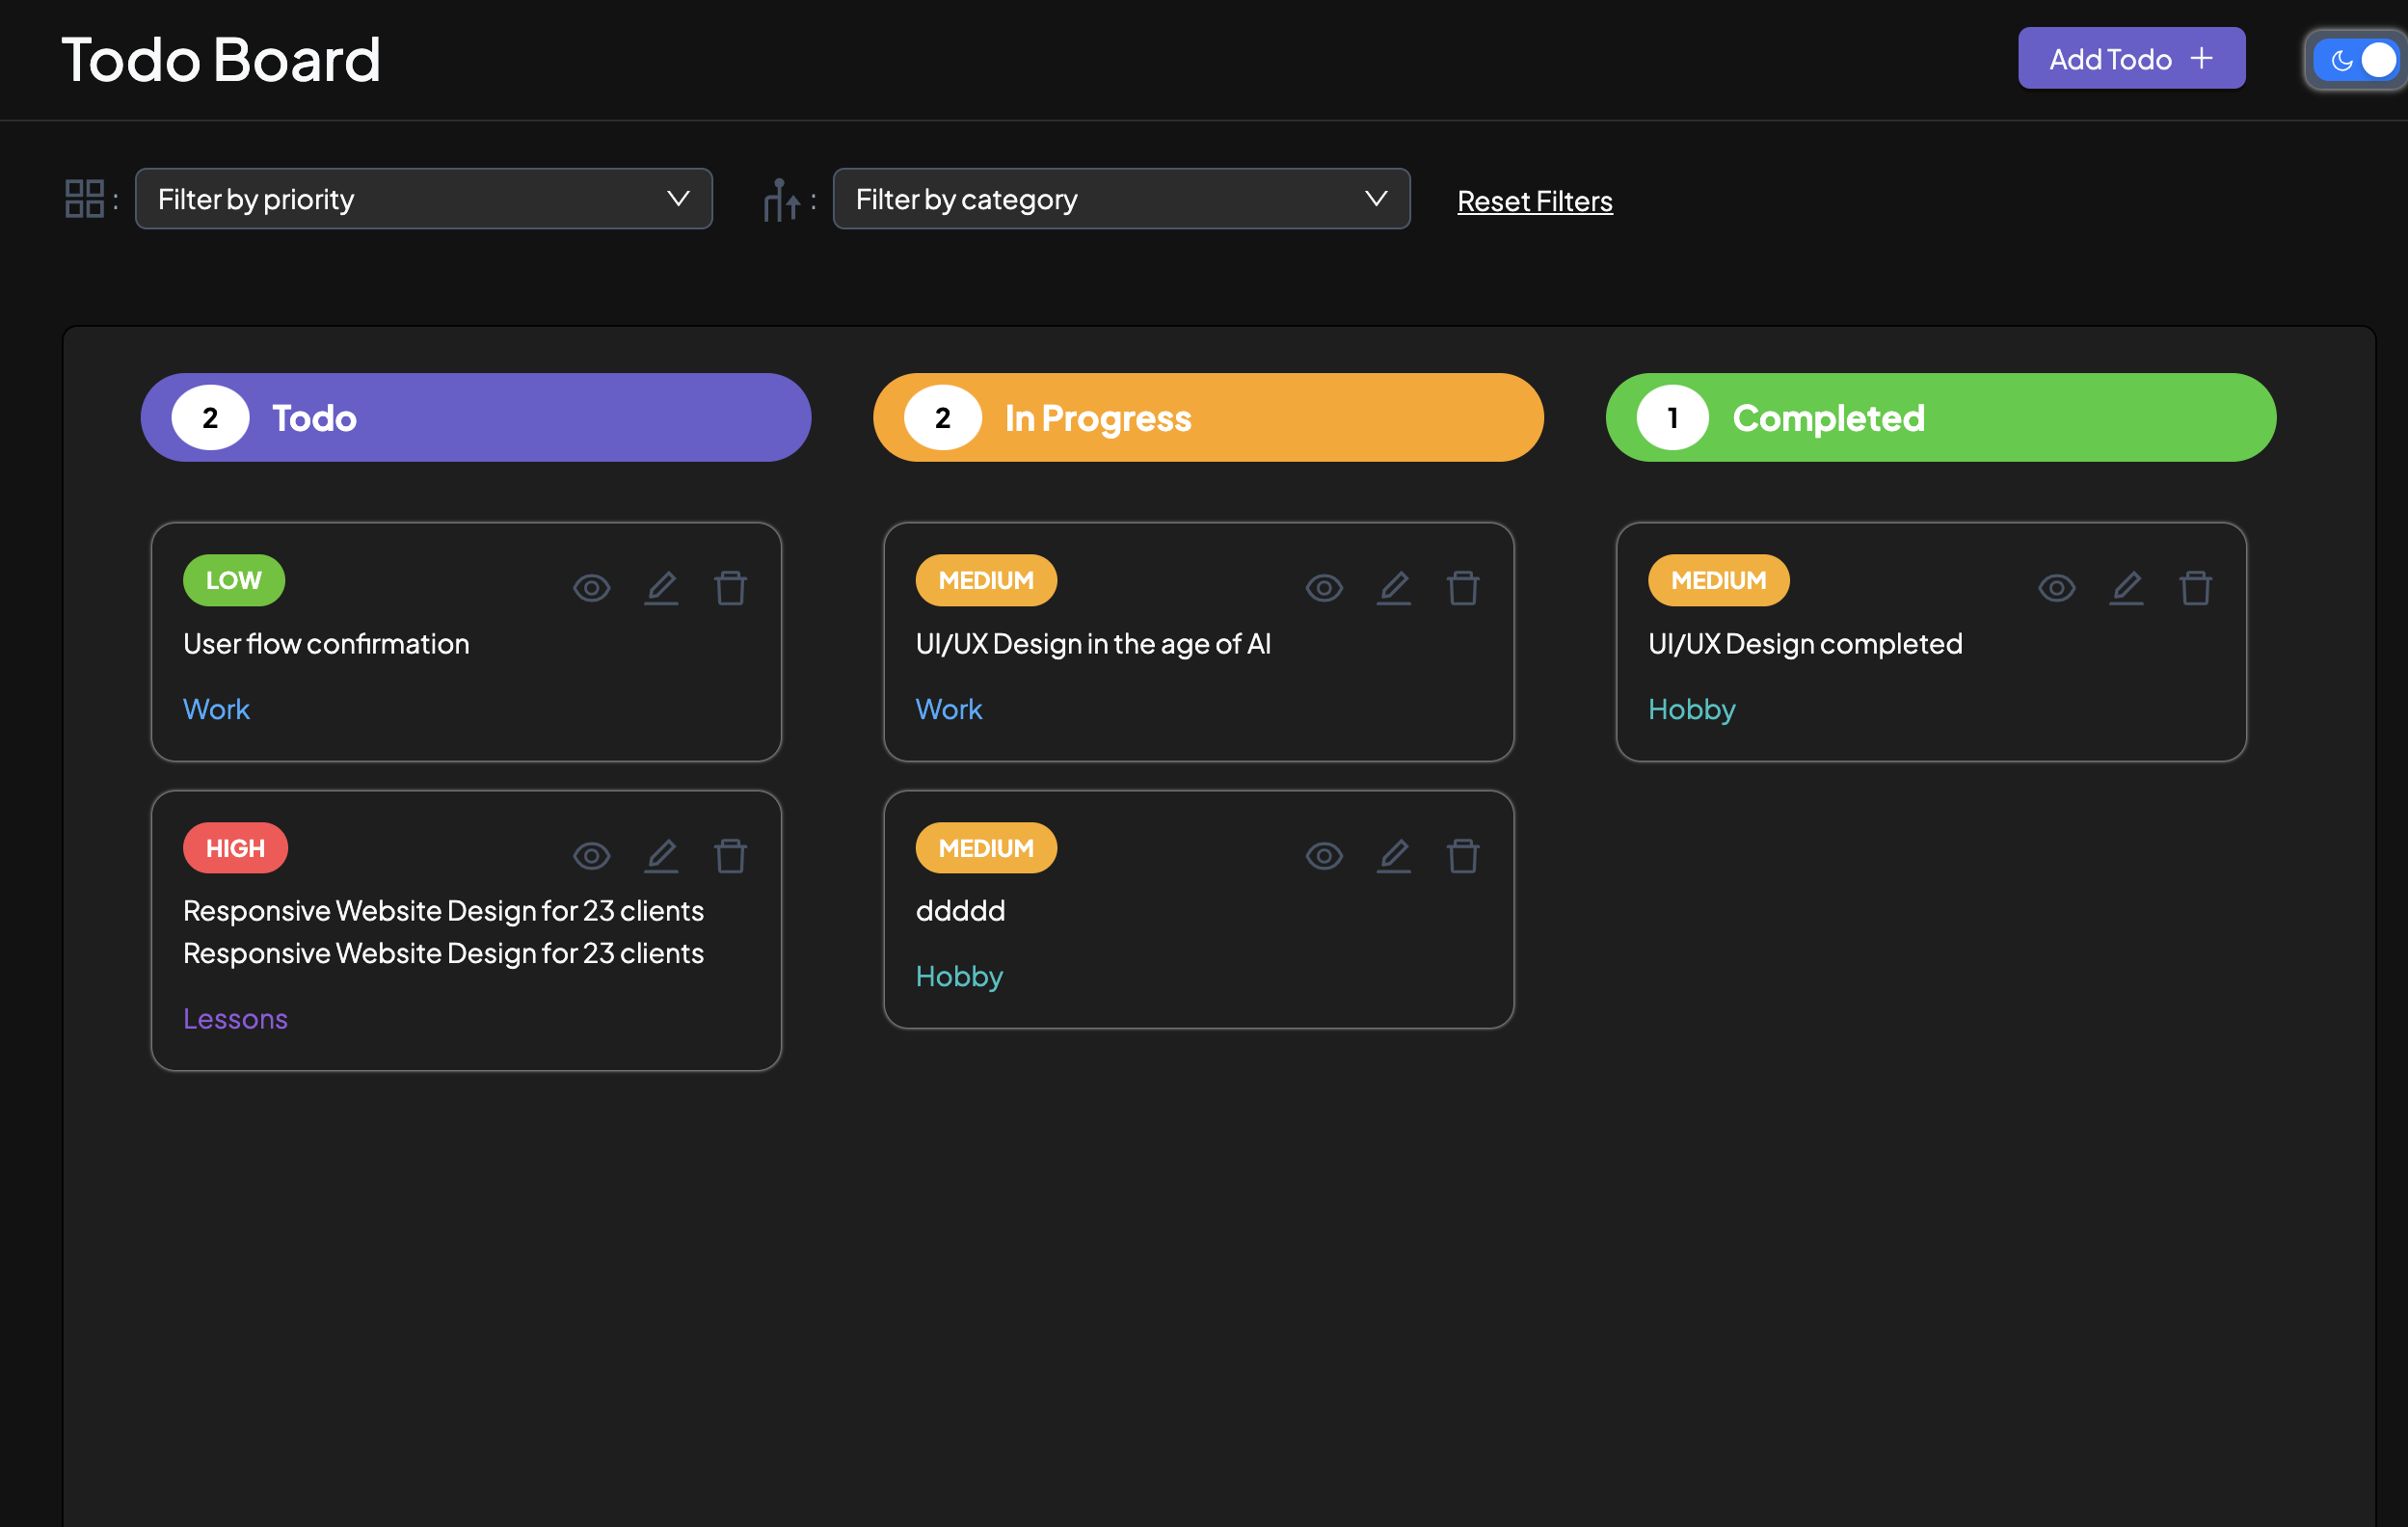 Todo Board
Add Todo +
: Filter by priority
: Filter by category
Reset Filters
2 Todo
LOW
User flow confirmation
Work
HIGH
Responsive Website Design for 23 clients
Responsive Website Design for 23 clients
Lessons
2 In Progress
MEDIUM
UI/UX Design in the age of AI
Work
MEDIUM
ddddd
Hobby
1 Completed
MEDIUM
UI/UX Design completed
Hobby